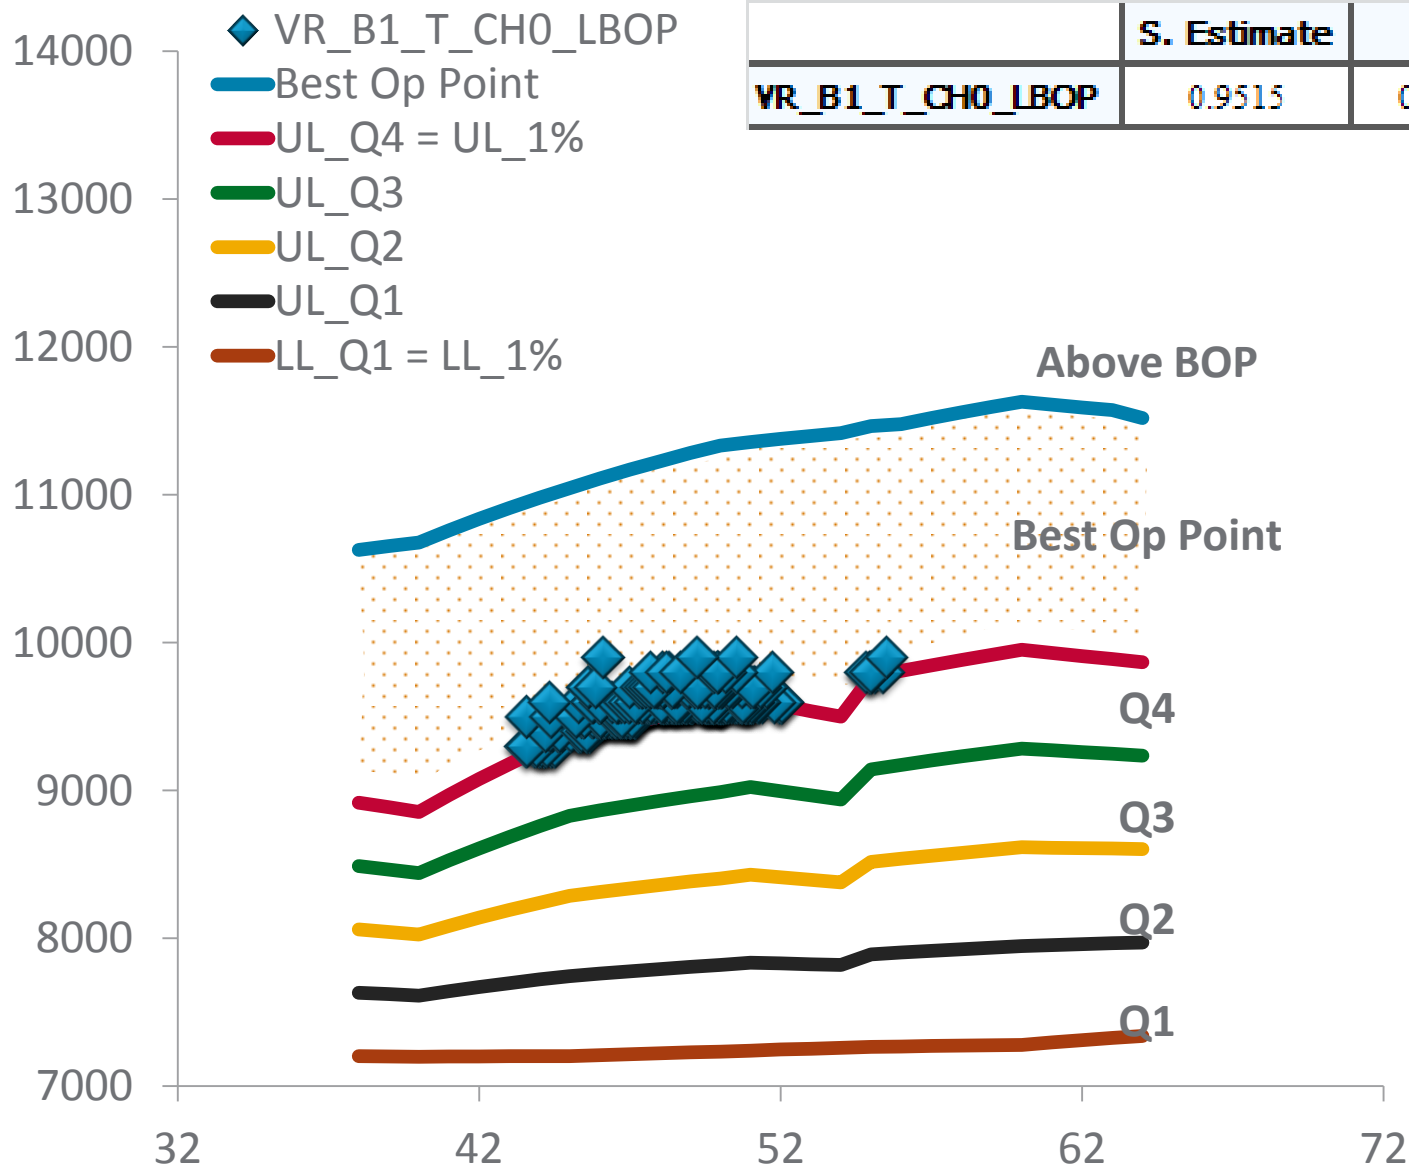 VR_B1_T_CH0_LBOP
Best Op Point
UL_Q4 = UL_1%
UL_Q3
UL_Q2
UL_Q1
LL_Q1 = LL_1%
S. Estimate
VR_B1_T_CH0_LBOP 0.9515 0
14000
13000
12000
11000
10000
9000
8000
7000
Above BOP
Best Op Point
Q4
Q3
Q2
Q1
32 42 52 62 72